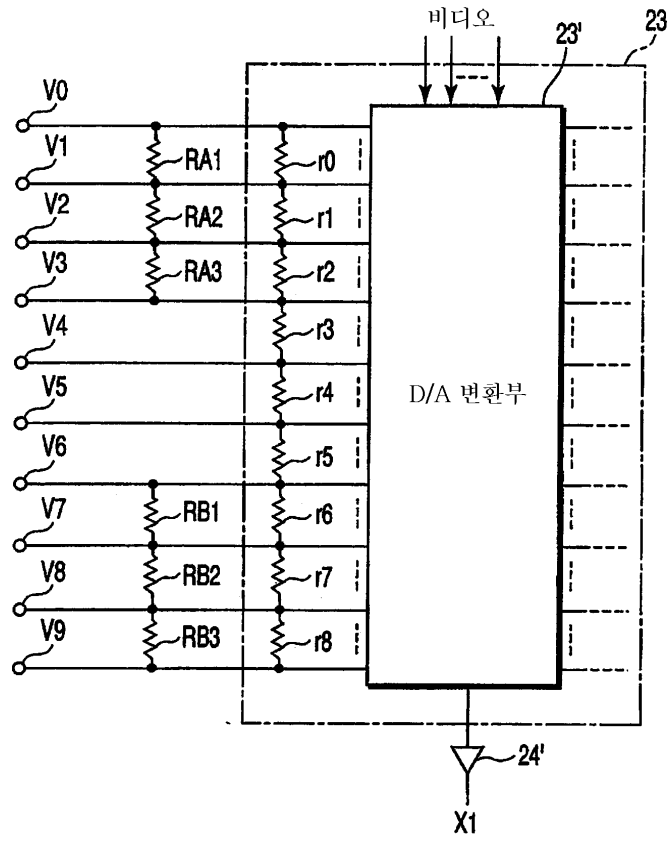 비디오
23'
23
V0
V1
RA1
r0
V2
RA2
r1
V3
RA3
r2
V4
r3
V5
r4
D/A 변환부
V6
r5
V7
RB1
r6
V8
RB2
r7
V9
RB3
r8
24'
X1